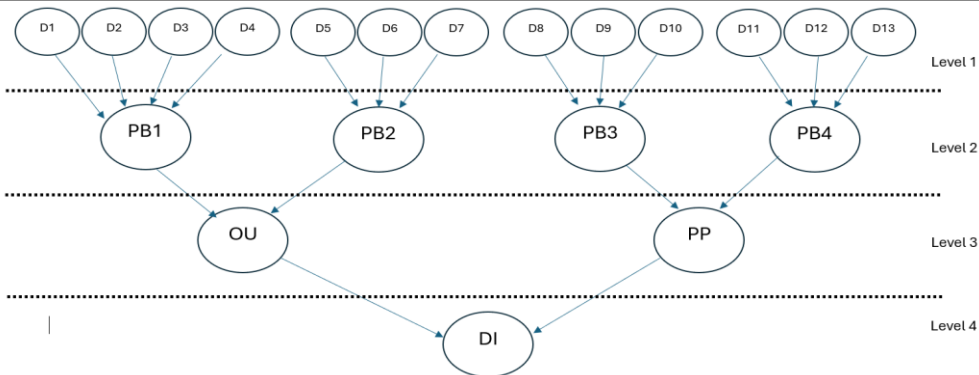 D1 D2 D3 D4 D5 D6 D7 D8 D9 D10 D11 D12 D13
Level 1
PB1 PB2 PB3 PB4
Level 2
OU PP
Level 3
DI
Level 4